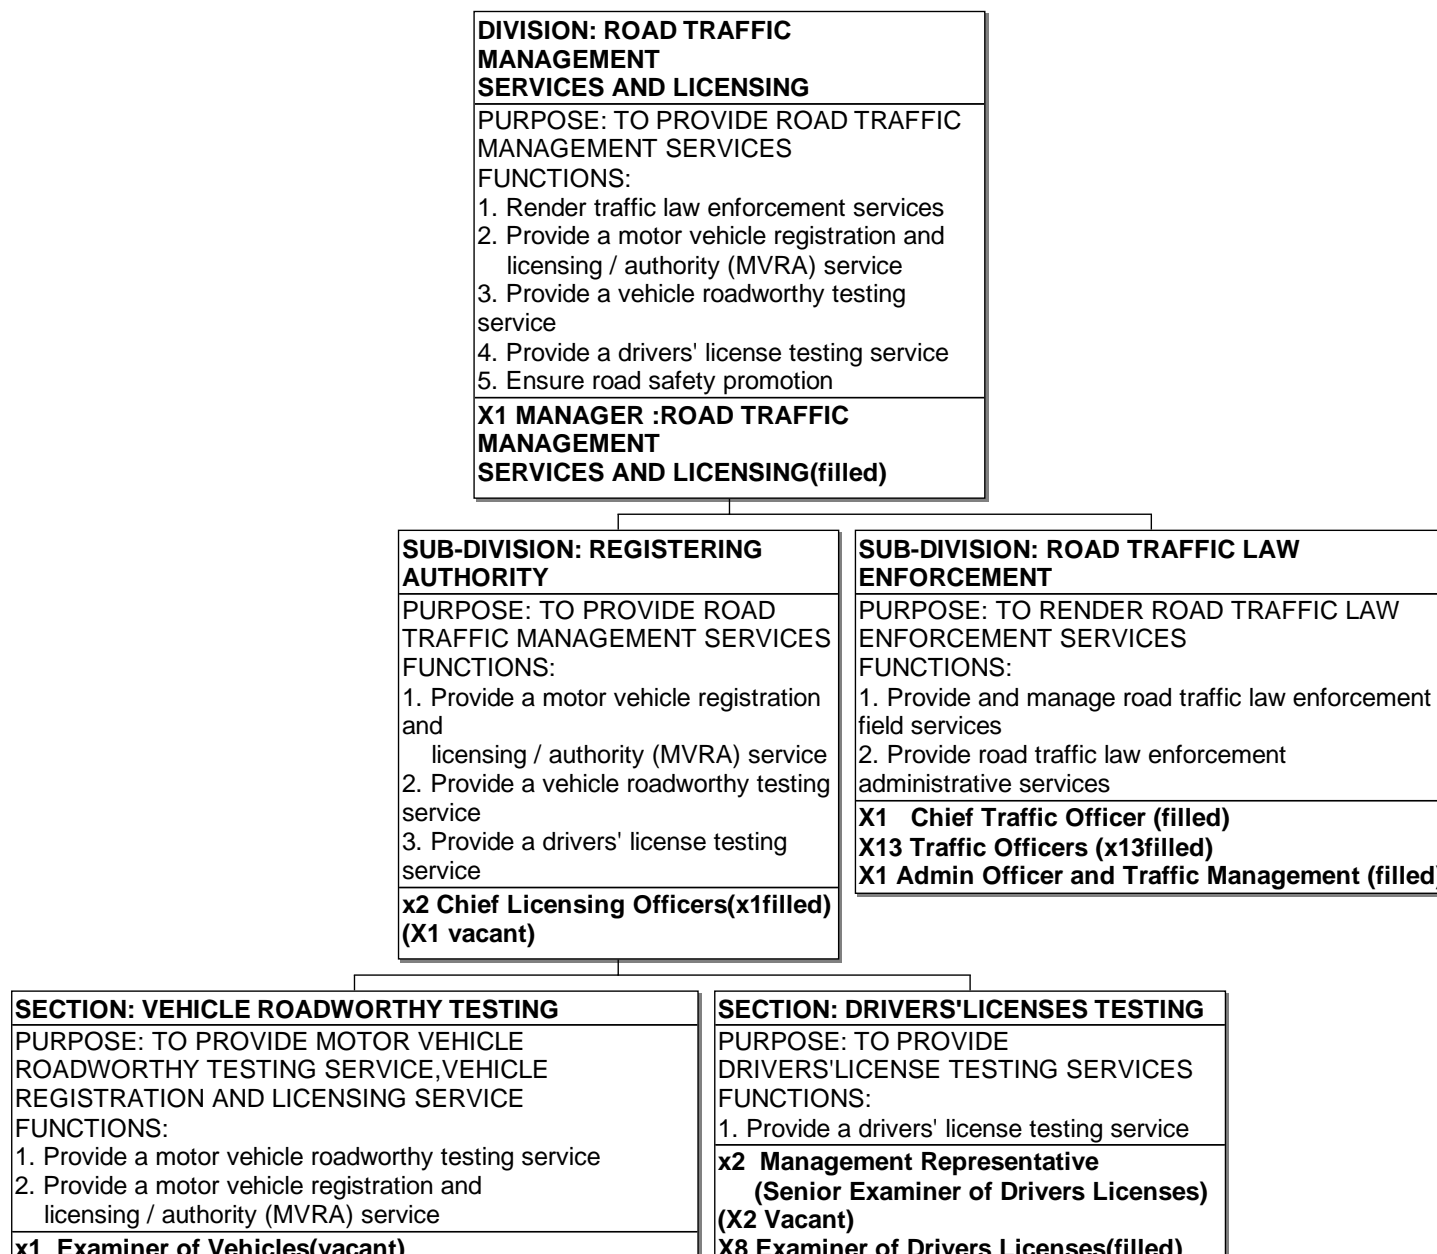 DIVISION: ROAD TRAFFIC
MANAGEMENT
SERVICES AND LICENSING
PURPOSE: TO PROVIDE ROAD TRAFFIC
MANAGEMENT SERVICES
FUNCTIONS:
1. Render traffic law enforcement services
2. Provide a motor vehicle registration and
licensing / authority (MVRA) service
3. Provide a vehicle roadworthy testing
service
4. Provide a drivers' license testing service
5. Ensure road safety promotion
X1 MANAGER :ROAD TRAFFIC
MANAGEMENT
SERVICES AND LICENSING(filled)
SUB-DIVISION: REGISTERING
AUTHORITY
PURPOSE: TO PROVIDE ROAD
TRAFFIC MANAGEMENT SERVICES
FUNCTIONS:
1. Provide a motor vehicle registration
and
licensing / authority (MVRA) service
2. Provide a vehicle roadworthy testing
service
3. Provide a drivers' license testing
service
x2 Chief Licensing Officers(x1filled)
(X1 vacant)
SUB-DIVISION: ROAD TRAFFIC LAW
ENFORCEMENT
PURPOSE: TO RENDER ROAD TRAFFIC LAW
ENFORCEMENT SERVICES
FUNCTIONS:
1. Provide and manage road traffic law enforcement
field services
2. Provide road traffic law enforcement
administrative services
X1 Chief Traffic Officer (filled)
X13 Traffic Officers (x13filled)
X1 Admin Officer and Traffic Management (filled)
SECTION: VEHICLE ROADWORTHY TESTING
PURPOSE: TO PROVIDE MOTOR VEHICLE
ROADWORTHY TESTING SERVICE,VEHICLE
REGISTRATION AND LICENSING SERVICE
FUNCTIONS:
1. Provide a motor vehicle roadworthy testing service
2. Provide a motor vehicle registration and
licensing / authority (MVRA) service
x1 Examiner of Vehicles(vacant)
SECTION: DRIVERS'LICENSES TESTING
PURPOSE: TO PROVIDE
DRIVERS'LICENSE TESTING SERVICES
FUNCTIONS:
1. Provide a drivers' license testing service
x2 Management Representative
(Senior Examiner of Drivers Licenses)
(X2 Vacant)
X8 Examiner of Drivers Licenses(filled)